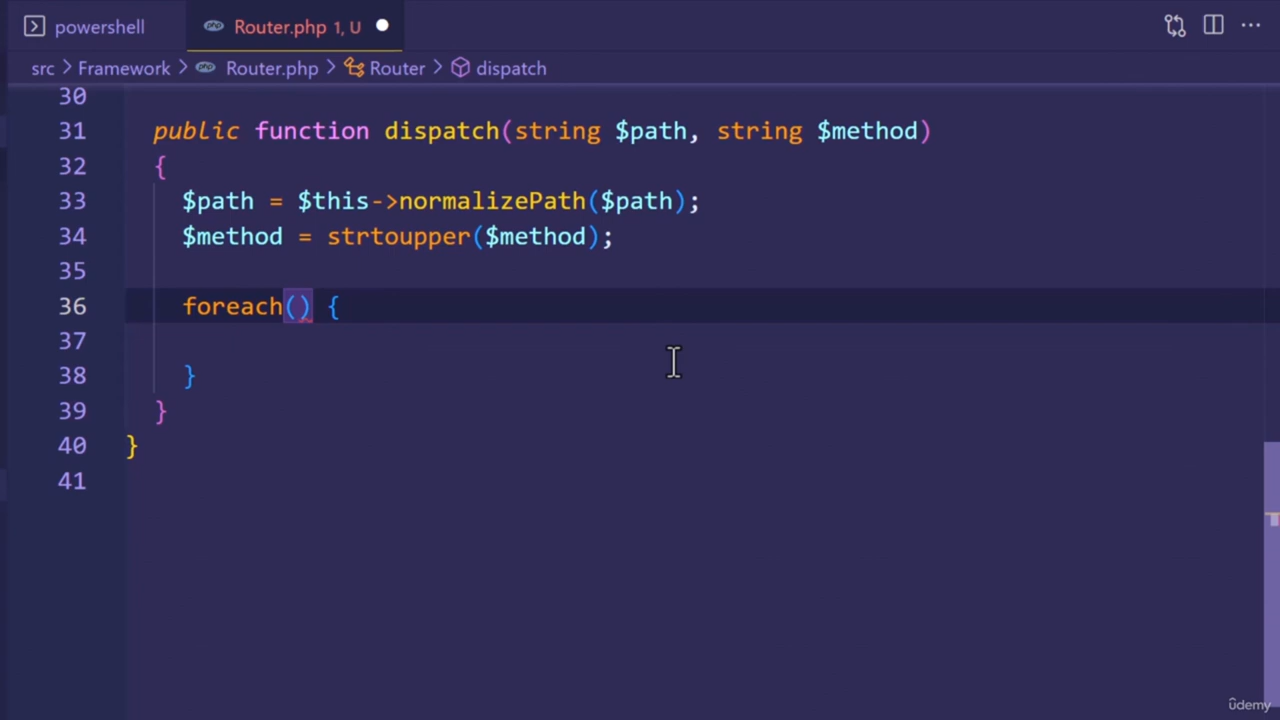 powershell Router.php 1, U
src > Framework > Router.php > Router > dispatch
30
31 public function dispatch(string $path, string $method)
32 {
33 $path = $this->normalizePath($path);
34 $method = strtoupper($method);
35
36 foreach() {
37
38 }
39 }
40 }
41
udemy